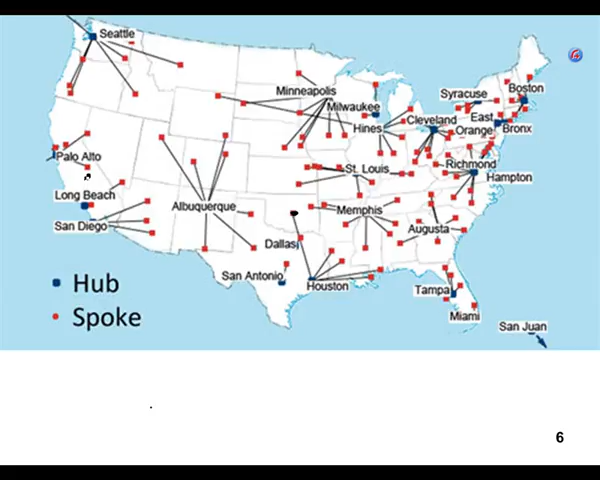 Seattle
Minneapolis
Milwaukee
Hines
Cleveland
Syracuse
Boston
East
Orange
Bronx
Palo Alto
St. Louis
Richmond
Hampton
Long Beach
Albuquerque
Memphis
San Diego
Augusta
Dallas
San Antonio
Houston
Tampa
Miami
San Juan
Hub
Spoke
6